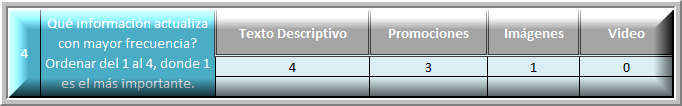 4
Qué información actualiza
con mayor frecuencia?
Ordenar del 1 al 4, donde 1
es el más importante.
Texto Descriptivo Promociones Imágenes Video
4 3 1 0